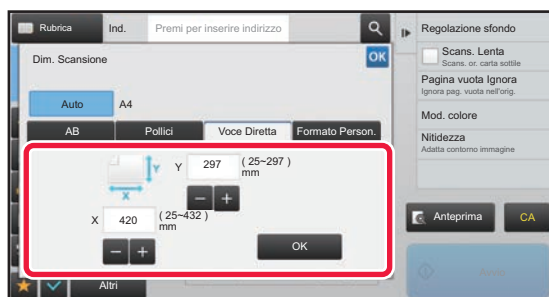 Rubrica
Ind.
Premi per inserire indirizzo
Regolazione sfondo
Dim. Scansione
OK
Scans. Lenta
Scans. or. carta sottile
Auto
A4
Pagina vuota Ignora
Ignora pag. vuota nell'orig.
AB
Pollici
Voce Diretta
Formato Person.
Mod. colore
Nitidezza
Adatta contorno immagine
Y
X
Y
297
(25~297)
mm
X
420
(25~432)
mm
OK
Anteprima
CA
Avvio
Altri